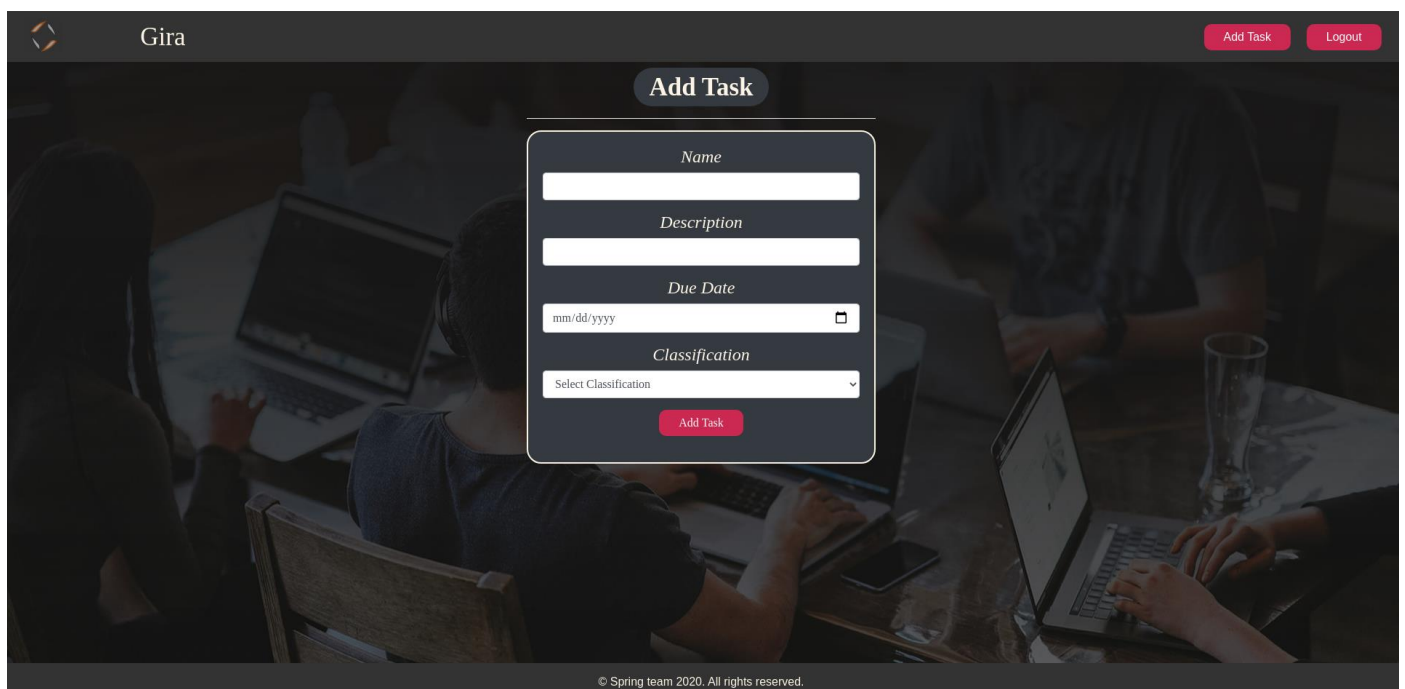 Gira
Add Task
Logout
Add Task
Name
Description
Due Date
mm/dd/yyyy
Classification
Select Classification
Add Task
© Spring team 2020. All rights reserved.